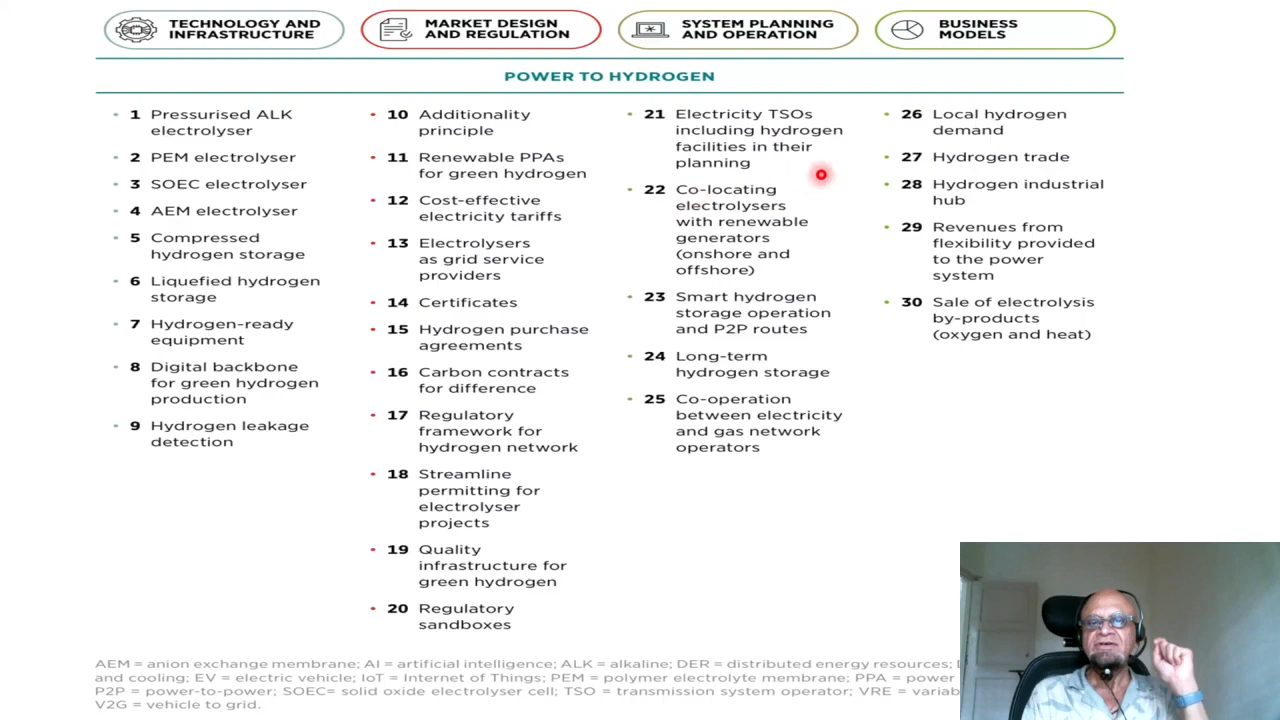 TECHNOLOGY AND
INFRASTRUCTURE
MARKET DESIGN
AND REGULATION
SYSTEM PLANNING
AND OPERATION
BUSINESS
MODELS
POWER TO HYDROGEN
1 Pressurised ALK
electrolyser
2 PEM electrolyser
3 SOEC electrolyser
4 AEM electrolyser
5 Compressed
hydrogen storage
6 Liquefied hydrogen
storage
7 Hydrogen-ready
equipment
8 Digital backbone
for green hydrogen
production
9 Hydrogen leakage
detection
10 Additionality
principle
11 Renewable PPAs
for green hydrogen
12 Cost-effective
electricity tariffs
13 Electrolysers
as grid service
providers
14 Certificates
15 Hydrogen purchase
agreements
16 Carbon contracts
for difference
17 Regulatory
framework for
hydrogen network
18 Streamline
permitting for
electrolyser
projects
19 Quality
infrastructure for
green hydrogen
20 Regulatory
sandboxes
21 Electricity TSOs
including hydrogen
facilities in their
planning
22 Co-locating
electrolysers
with renewable
generators
(onshore and
offshore)
23 Smart hydrogen
storage operation
and P2P routes
24 Long-term
hydrogen storage
25 Co-operation
between electricity
and gas network
operators
26 Local hydrogen
demand
27 Hydrogen trade
28 Hydrogen industrial
hub
29 Revenues from
flexibility provided
to the power
system
30 Sale of electrolysis
by-products
(oxygen and heat)
AEM = anion exchange membrane; AI = artificial intelligence; ALK = alkaline; DER = distributed energy resources;
and cooling; EV = electric vehicle; IoT = Internet of Things; PEM = polymer electrolyte membrane; PPA = power
P2P = power-to-power; SOEC= solid oxide electrolyser cell; TSO = transmission system operator; VRE =
V2G = vehicle to grid.